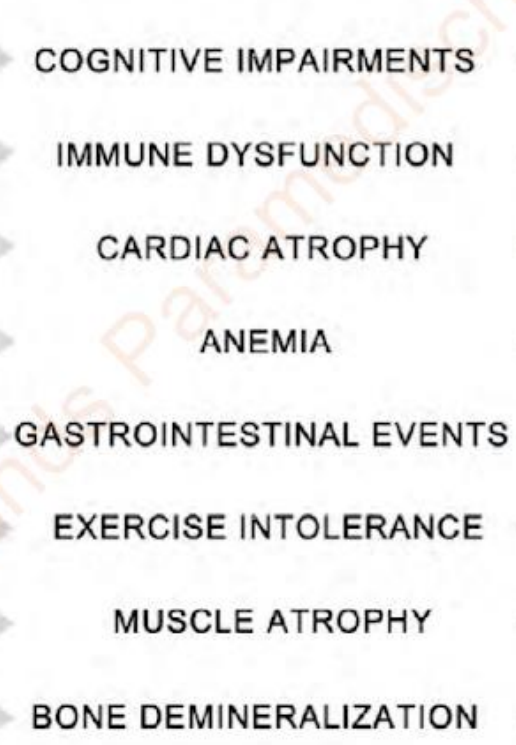 COGNITIVE IMPAIRMENTS
IMMUNE DYSFUNCTION
CARDIAC ATROPHY
ANEMIA
GASTROINTESTINAL EVENTS
EXERCISE INTOLERANCE
MUSCLE ATROPHY
BONE DEMINERALIZATION